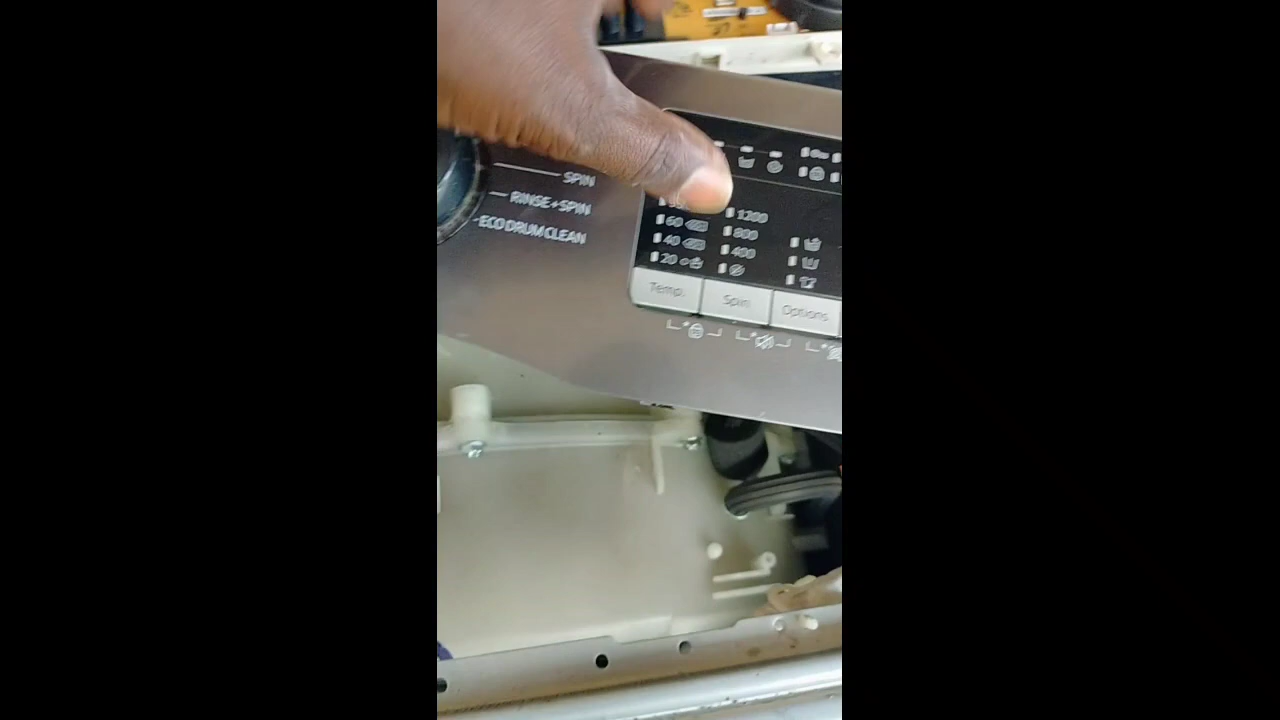 SPIN
RINSE+SPIN
ECO DRUM CLEAN
60
40
20
1200
800
400
Temp.
Spin
Options